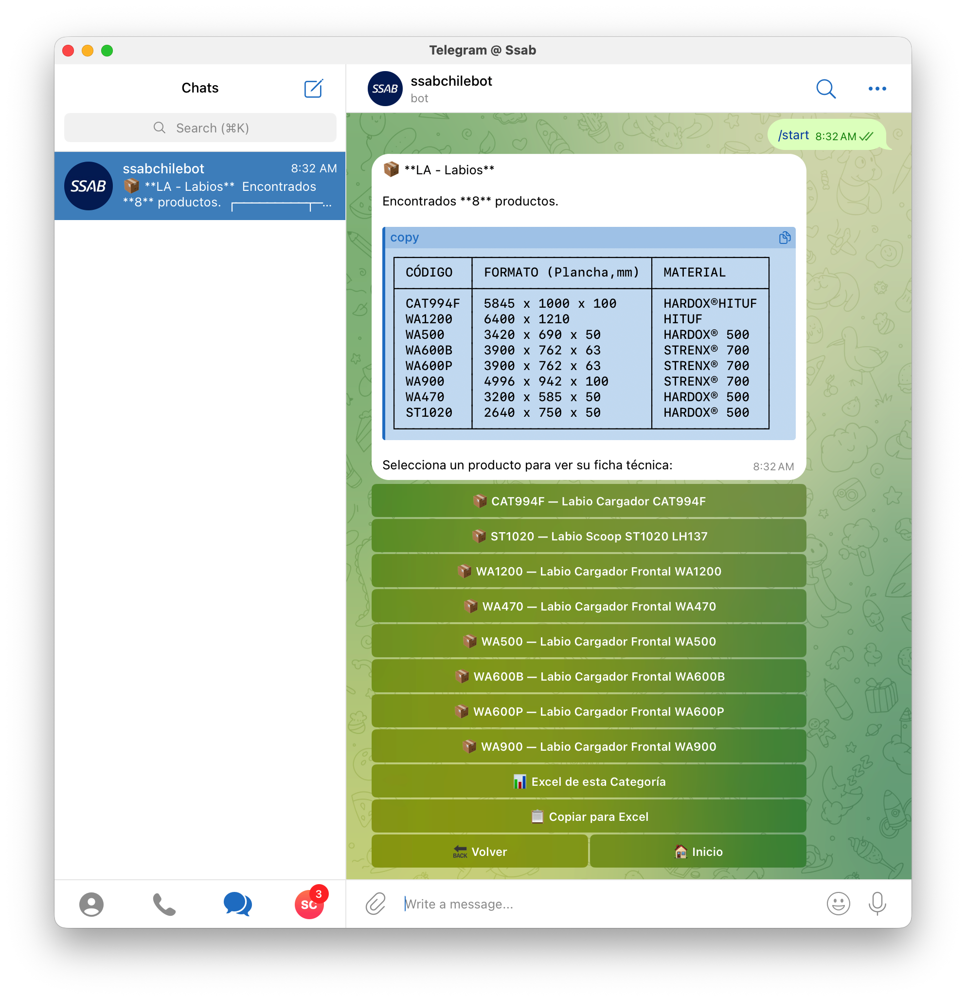 Telegram @ Ssab
Chats
Search (⌘K)
SSAB
ssabchilebot 8:32 AM
📦 **LA - Labios** Encontrados
**8** productos. ┌──────────┬─...
3
SC
SSAB
ssabchilebot
bot
/start 8:32 AM
📦 **LA - Labios**
Encontrados **8** productos.
copy
CÓDIGO FORMATO (Plancha,mm) MATERIAL
CAT994F 5845 x 1000 x 100 HARDOX®HITUF
WA1200 6400 x 1210 HITUF
WA500 3420 x 690 x 50 HARDOX® 500
WA600B 3900 x 762 x 63 STRENX® 700
WA600P 3900 x 762 x 63 STRENX® 700
WA900 4996 x 942 x 100 STRENX® 700
WA470 3200 x 585 x 50 HARDOX® 500
ST1020 2640 x 750 x 50 HARDOX® 500
Selecciona un producto para ver su ficha técnica: 8:32 AM
📦 CAT994F — Labio Cargador CAT994F
📦 ST1020 — Labio Scoop ST1020 LH137
📦 WA1200 — Labio Cargador Frontal WA1200
📦 WA470 — Labio Cargador Frontal WA470
📦 WA500 — Labio Cargador Frontal WA500
📦 WA600B — Labio Cargador Frontal WA600B
📦 WA600P — Labio Cargador Frontal WA600P
📦 WA900 — Labio Cargador Frontal WA900
📊 Excel de esta Categoría
📋 Copiar para Excel
🔙 Volver
🏠 Inicio
Write a message...